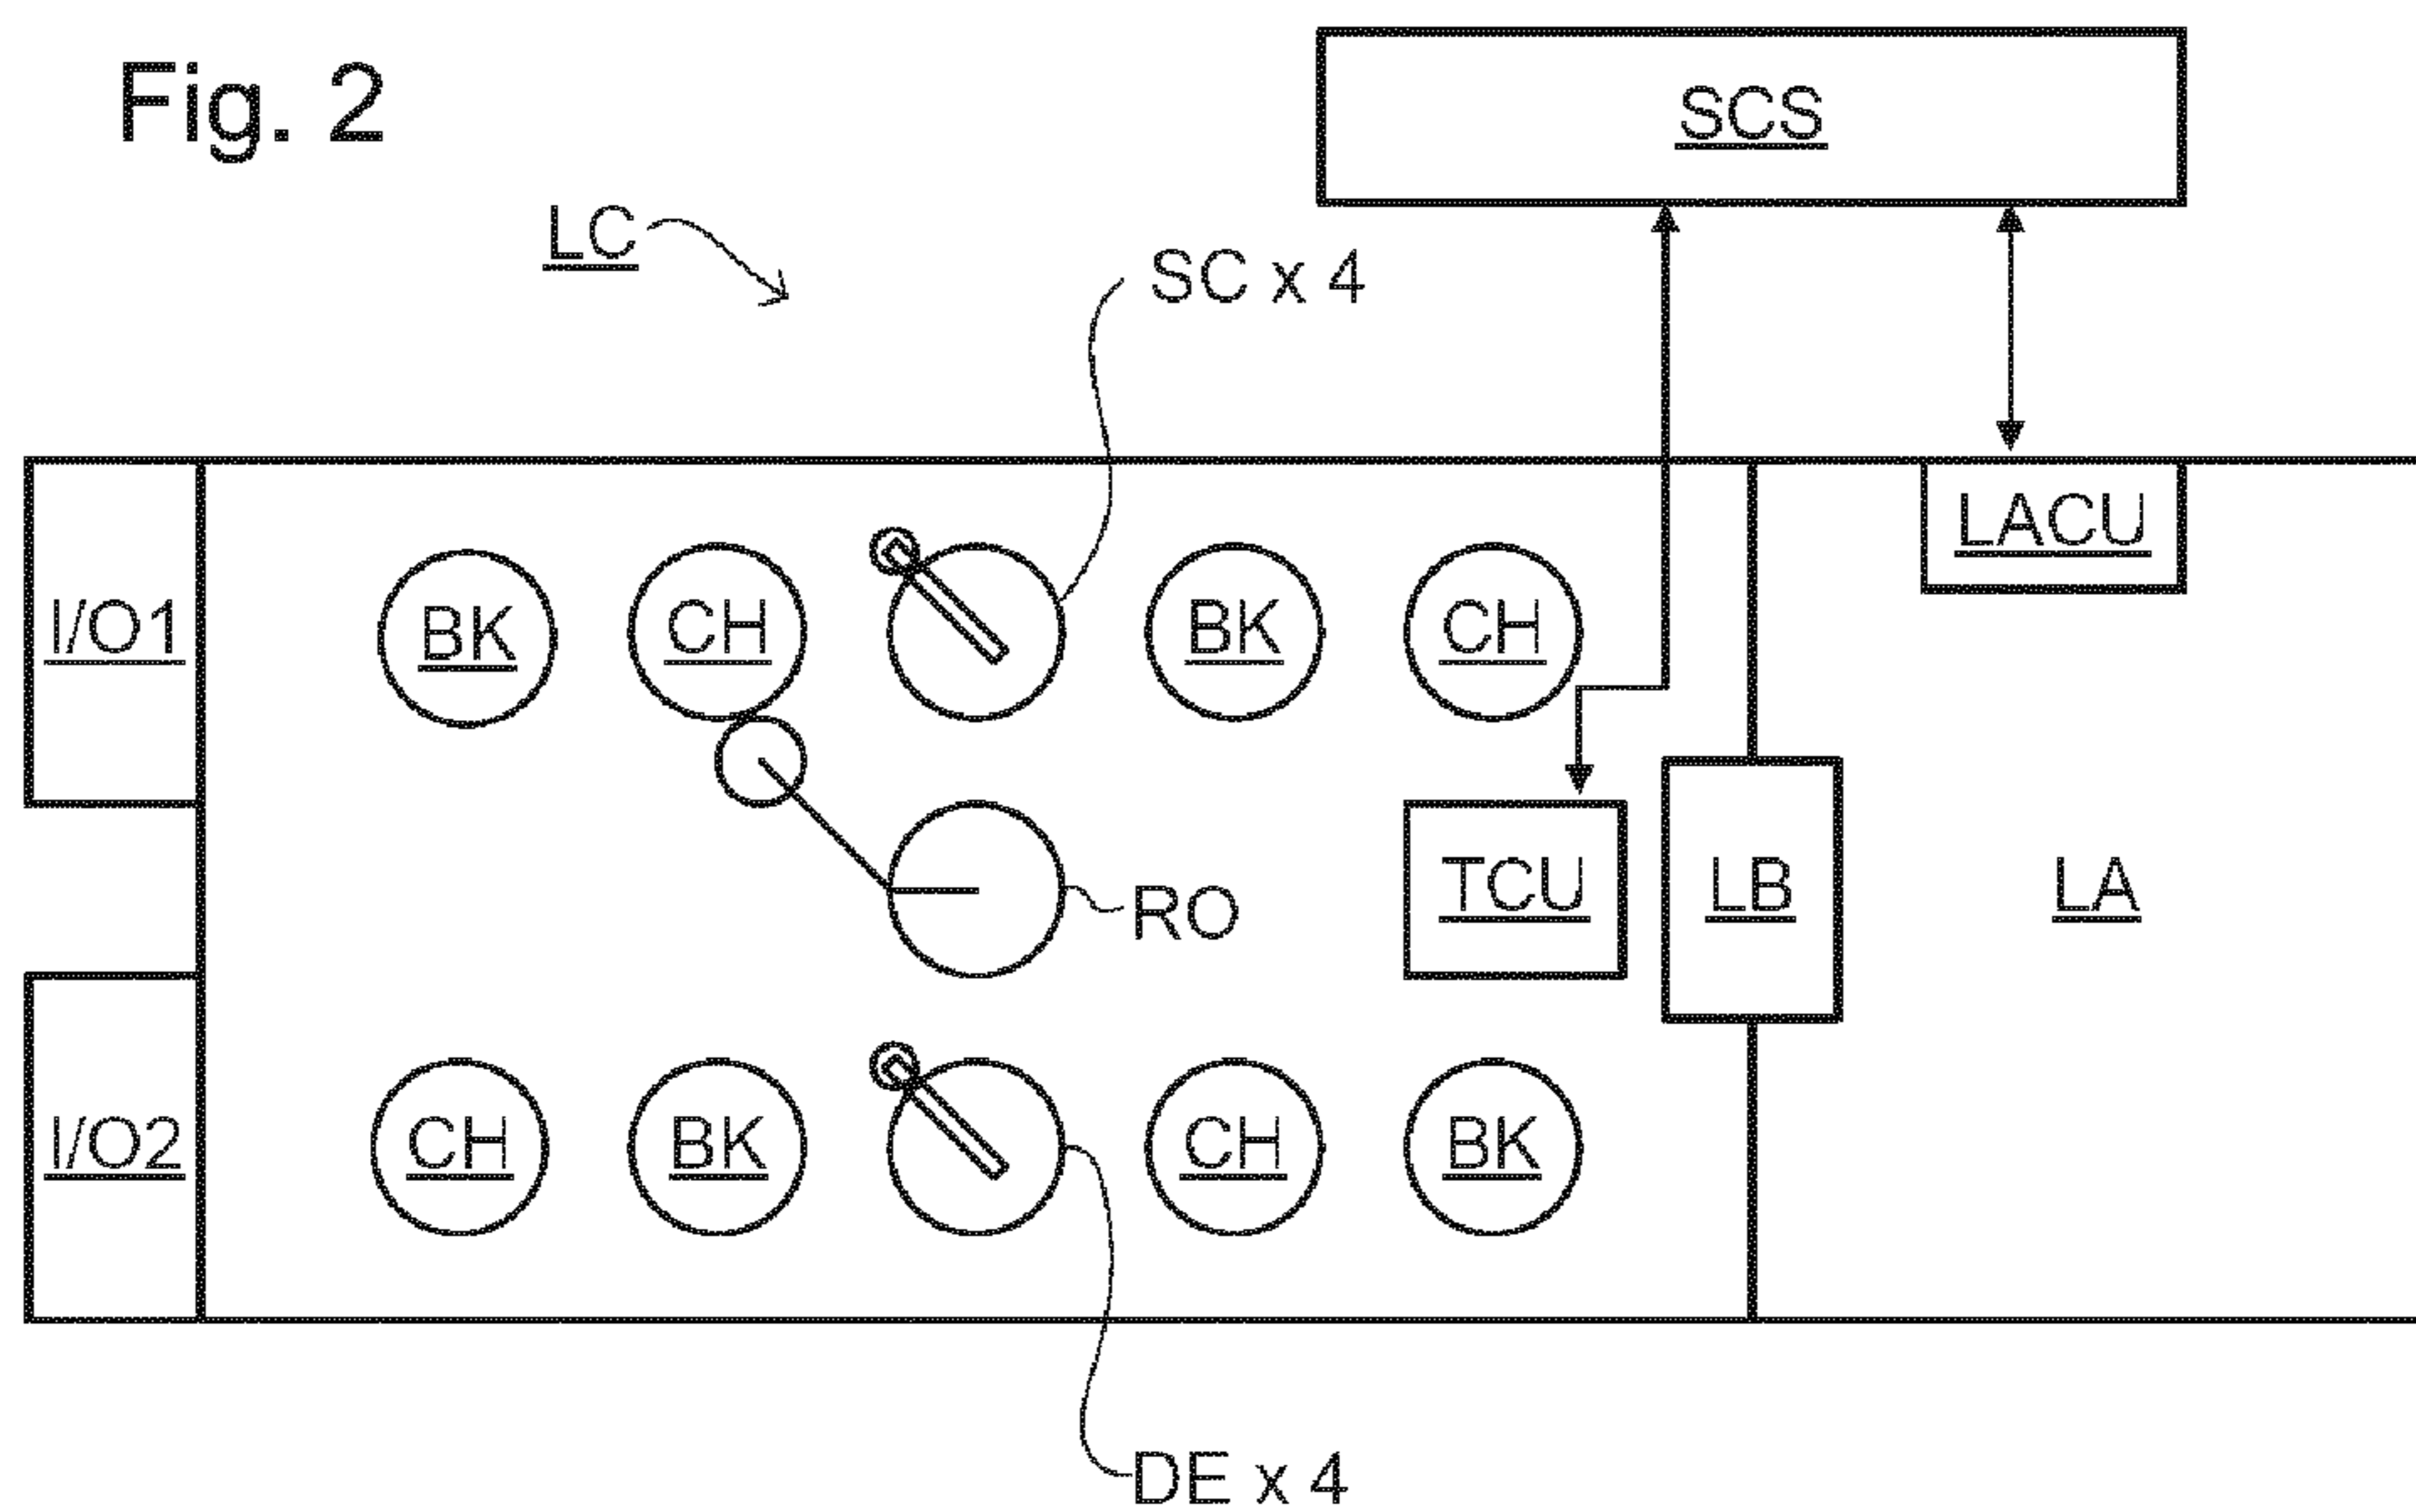 Fig. 2
SCS
LC
SC x 4
LACU
I/O1
BK
CH
BK
CH
RO
TCU
LB
LA
I/O2
CH
BK
CH
BK
DE x 4